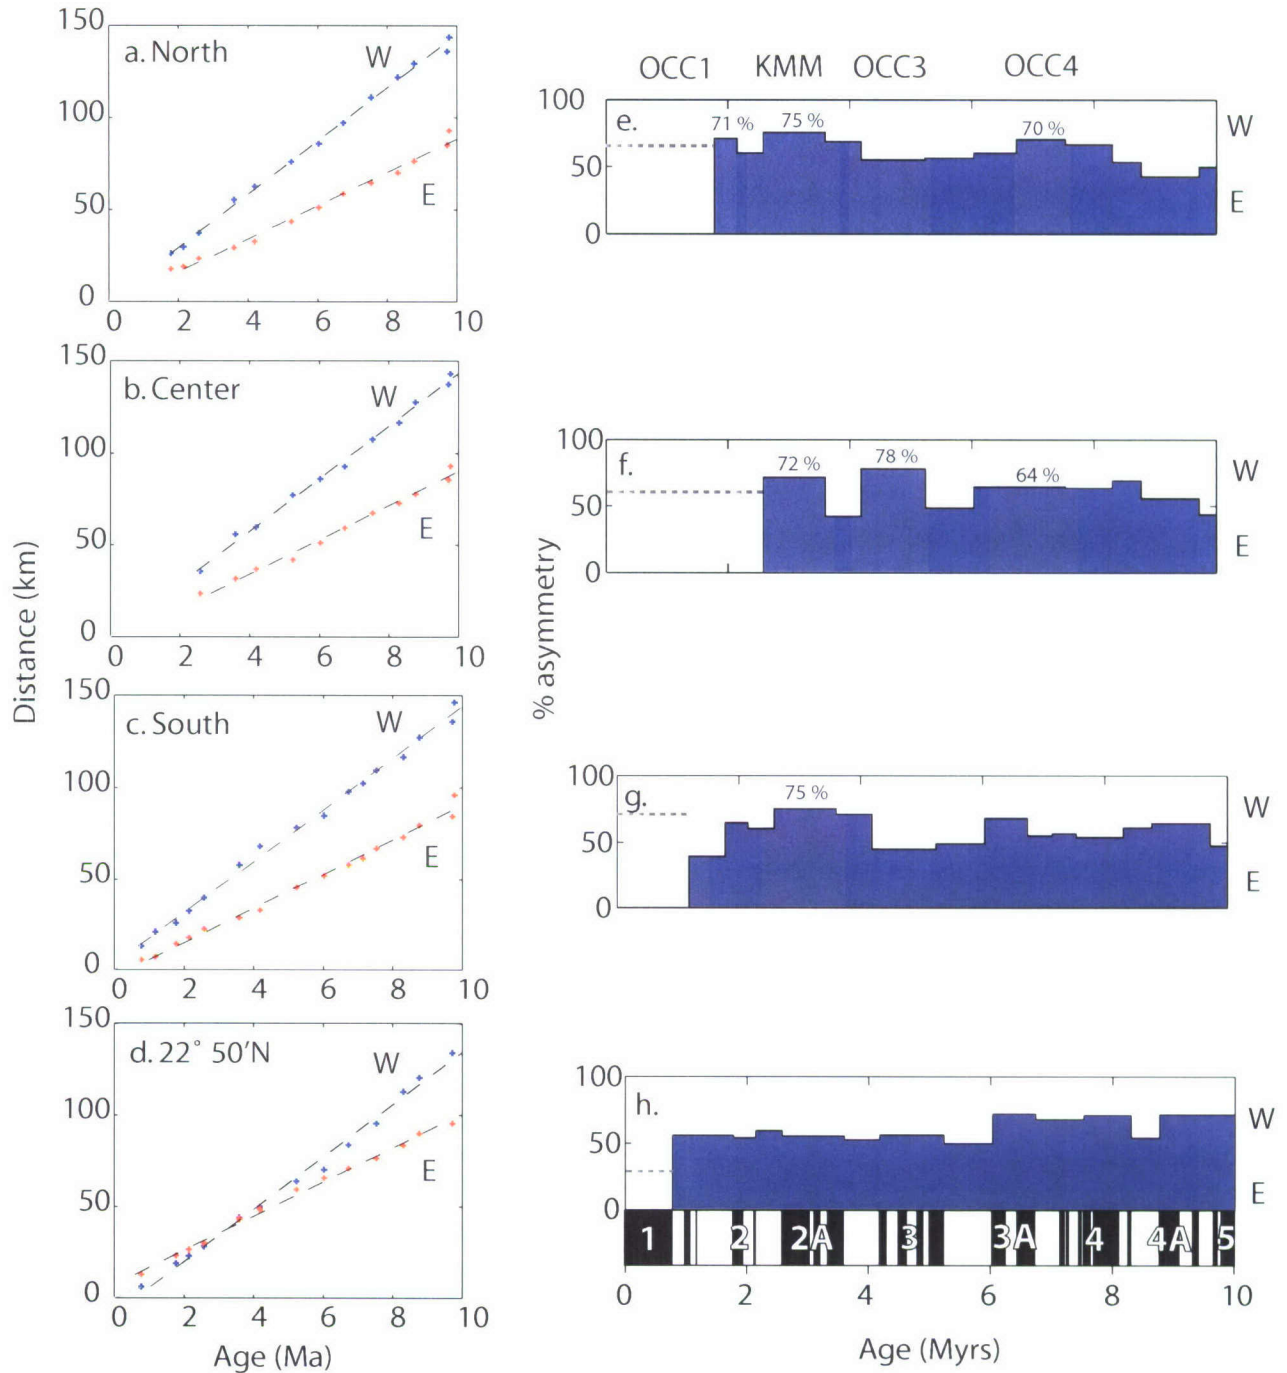 150
a. North
W
100
50
E
0
0 2 4 6 8 10
150
b. Center
W
100
50
E
0
0 2 4 6 8 10
150
c. South
W
100
50
E
0
0 2 4 6 8 10
150
d. 22° 50'N
W
100
50
E
0
0 2 4 6 8 10
Distance (km)
Age (Ma)
OCC1 KMM OCC3 OCC4
100
e.
71 % 75 % 70 %
W
50
E
0
100
f.
72 % 78 % 64 %
W
50
E
0
% asymmetry
100
g.
75 %
W
50
E
0
100
h.
W
50
E
0
1 2 2A 3 3A 4 4A 5
0 2 4 6 8 10
Age (Myrs)